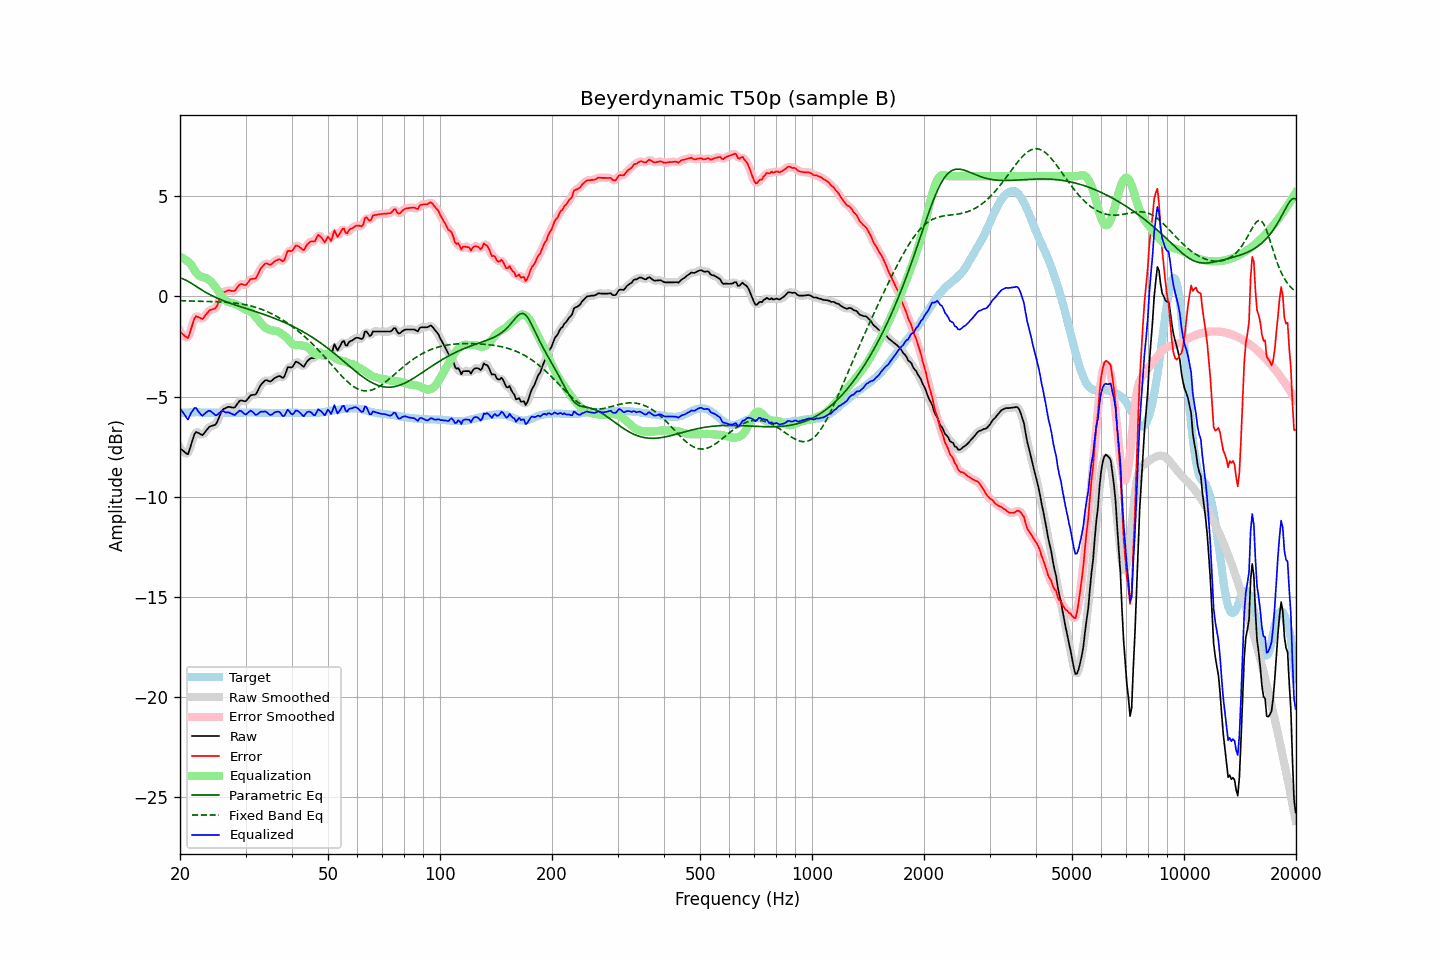 Beyerdynamic T50p (sample B)
5
0
−5
−10
−15
−20
−25
Amplitude (dBr)
Target
Raw Smoothed
Error Smoothed
Raw
Error
Equalization
Parametric Eq
Fixed Band Eq
Equalized
20 50 100 200 500 1000 2000 5000 10000 20000
Frequency (Hz)